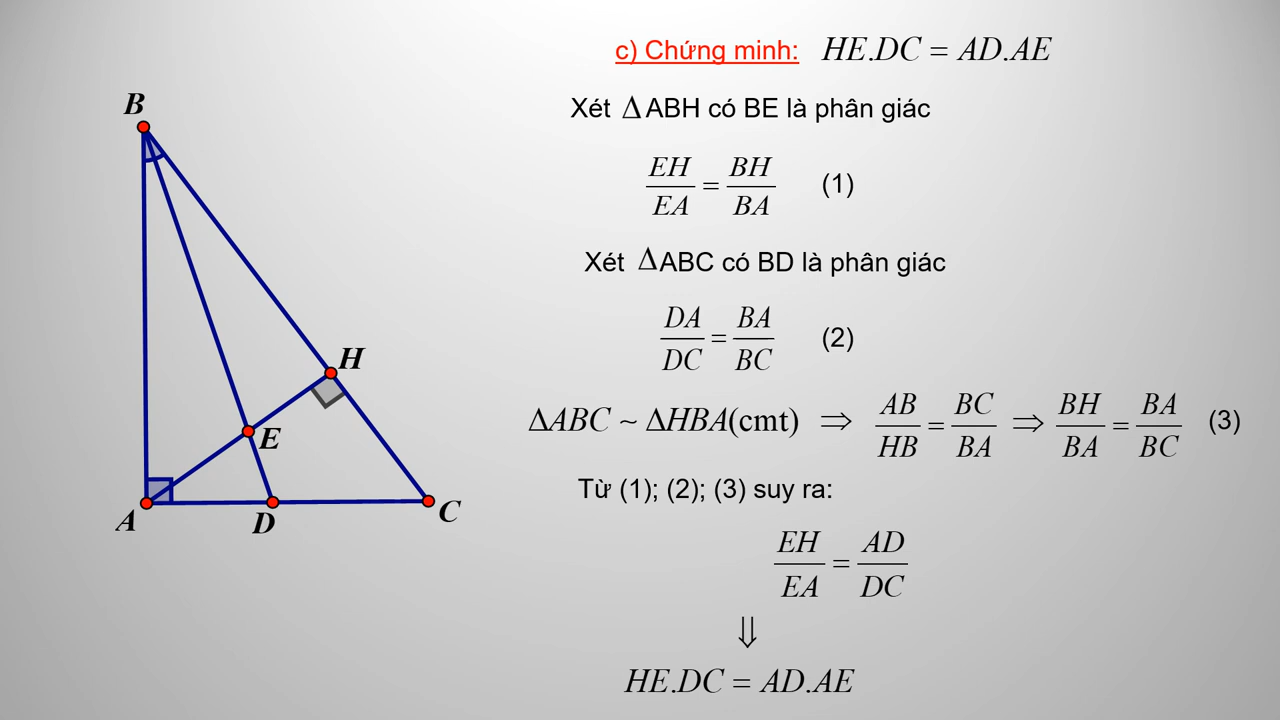 c) Chứng minh: HE.DC = AD.AE
Xét Δ ABH có BE là phân giác
EH/EA = BH/BA (1)
Xét Δ ABC có BD là phân giác
DA/DC = BA/BC (2)
ΔABC ~ ΔHBA(cmt) ⇒ AB/HB = BC/BA ⇒ BH/BA = BA/BC (3)
Từ (1); (2); (3) suy ra:
EH/EA = AD/DC
⇓
HE.DC = AD.AE
B
H
E
A
D
C